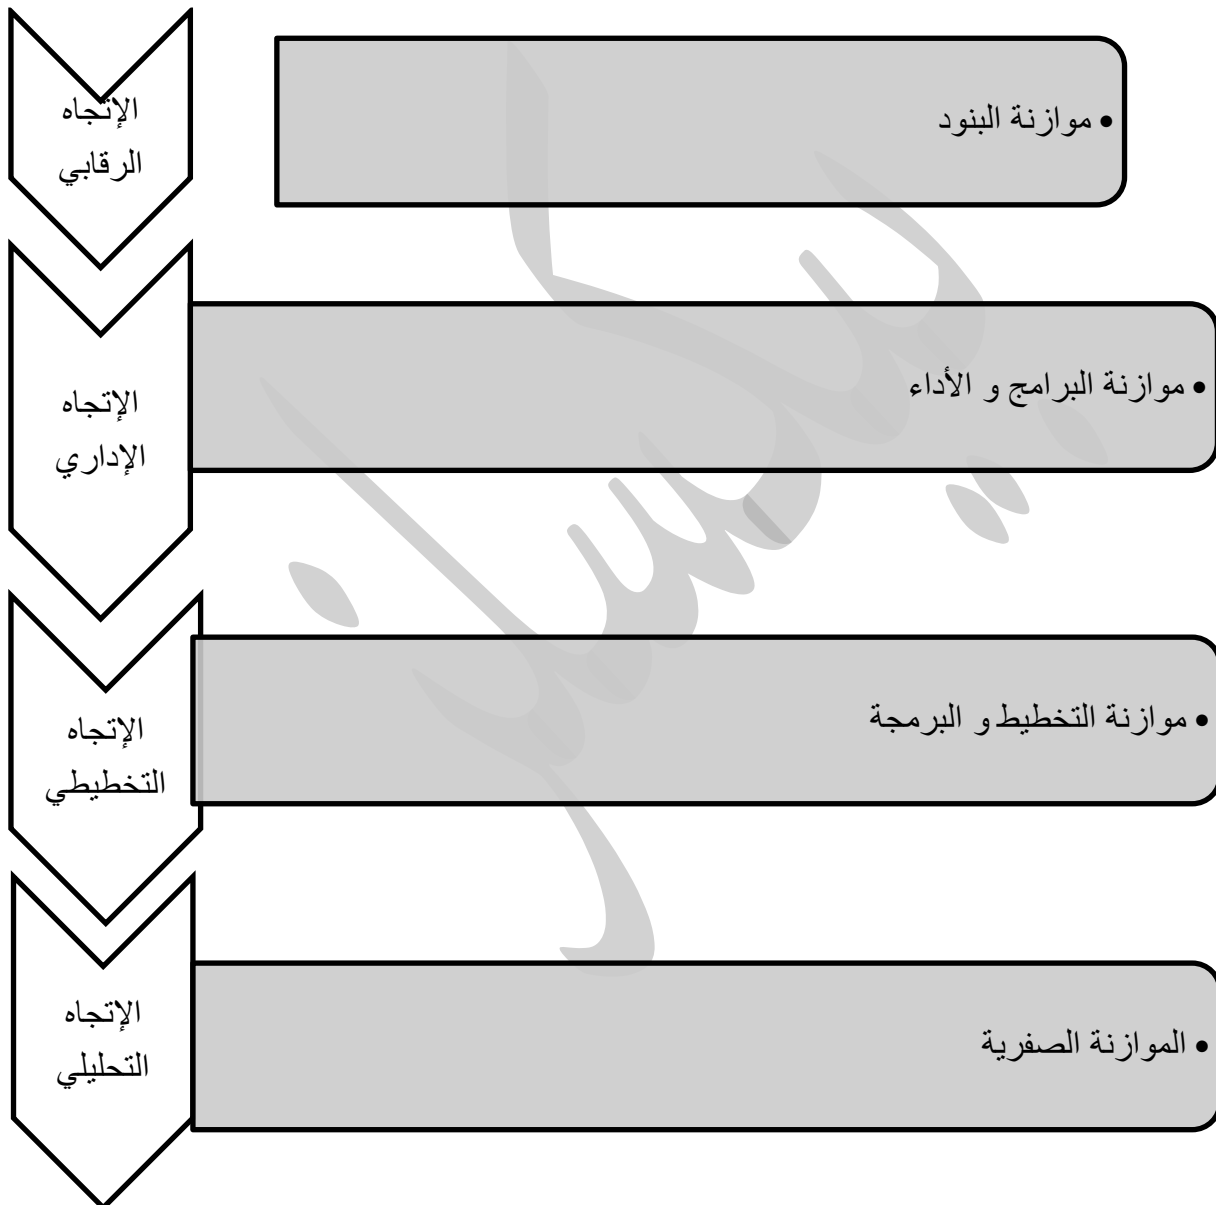 الإتجاه
الرقابي
• موازنة البنود
الإتجاه
الإداري
• موازنة البرامج و الأداء
الإتجاه
التخطيطي
• موازنة التخطيط و البرمجة
الإتجاه
التحليلي
• الموازنة الصفرية